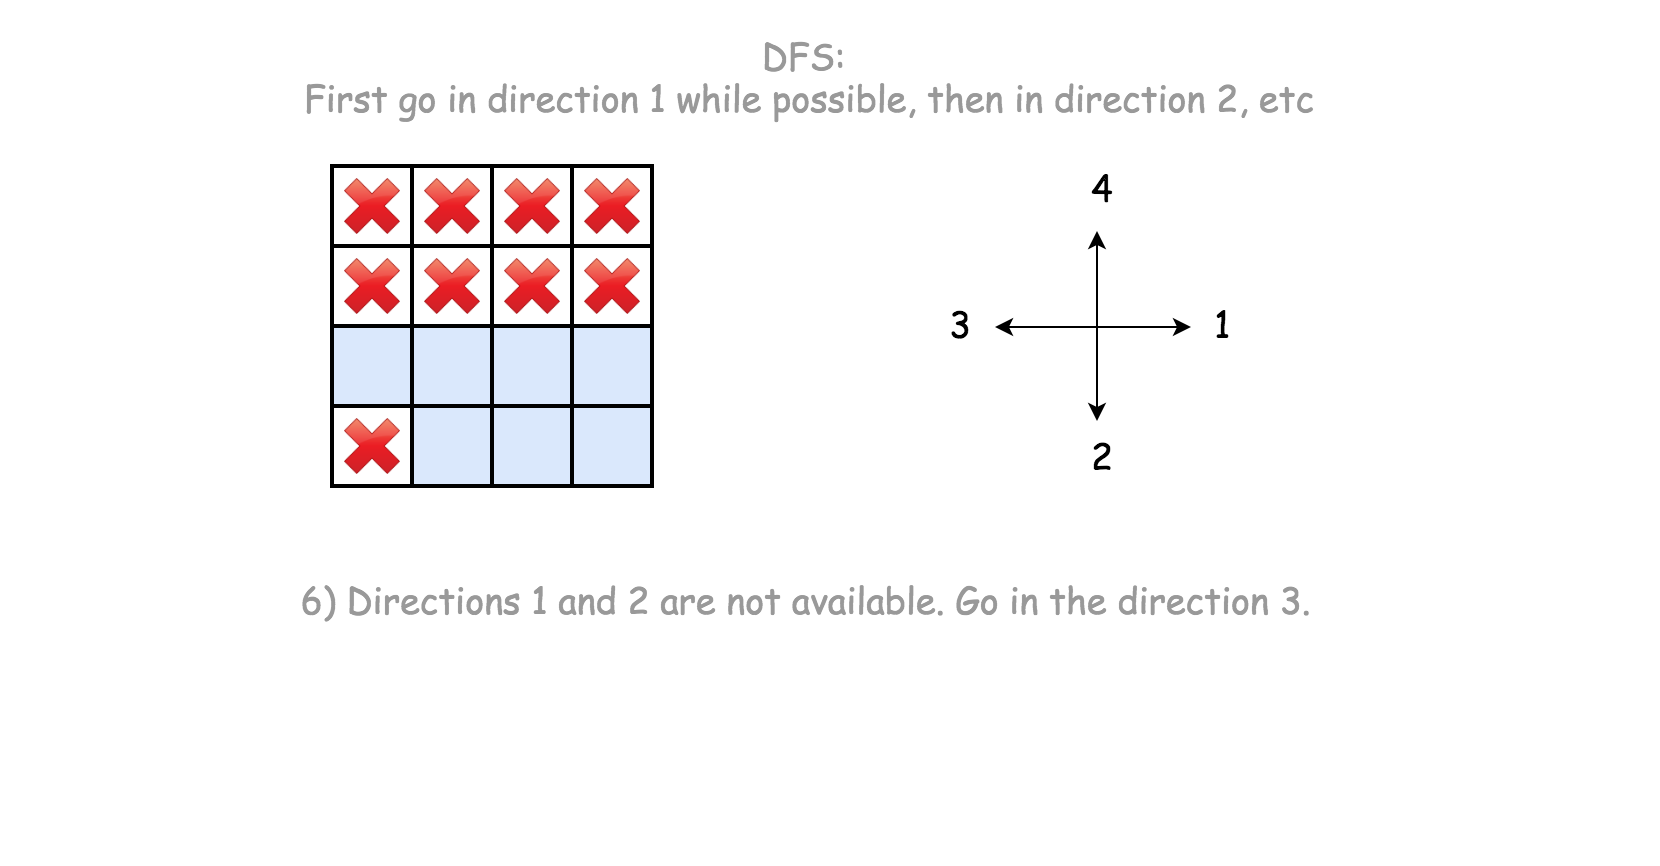 DFS:
First go in direction 1 while possible, then in direction 2, etc
4
3
1
2
6) Directions 1 and 2 are not available. Go in the direction 3.